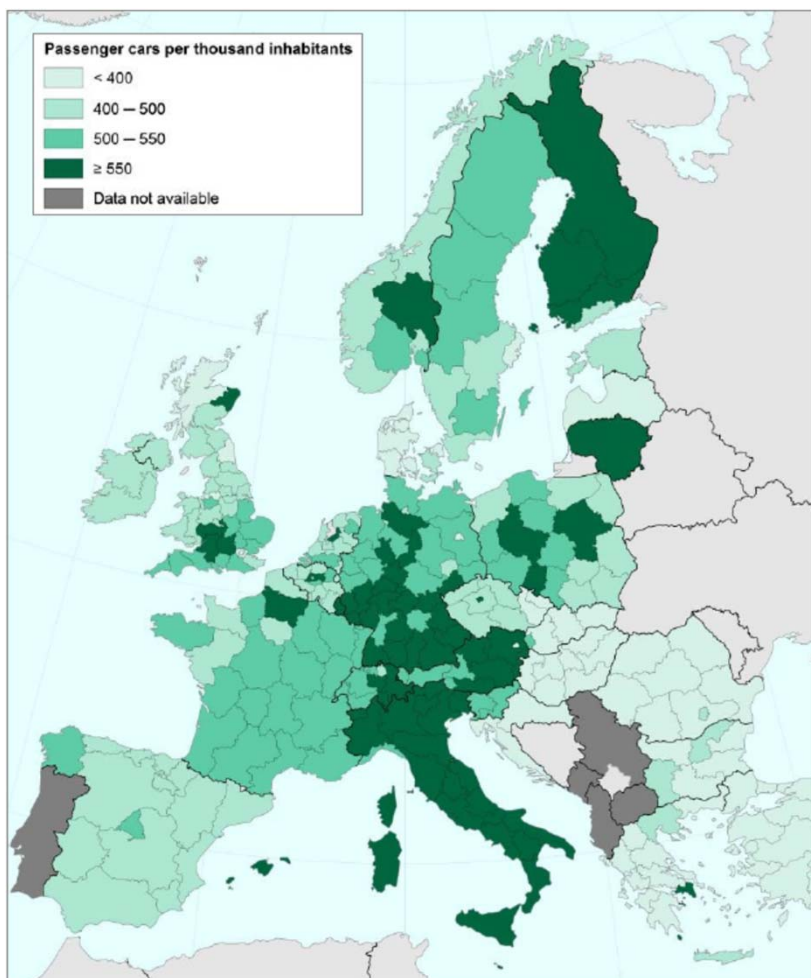 Passenger cars per thousand inhabitants
< 400
400 — 500
500 — 550
≥ 550
Data not available